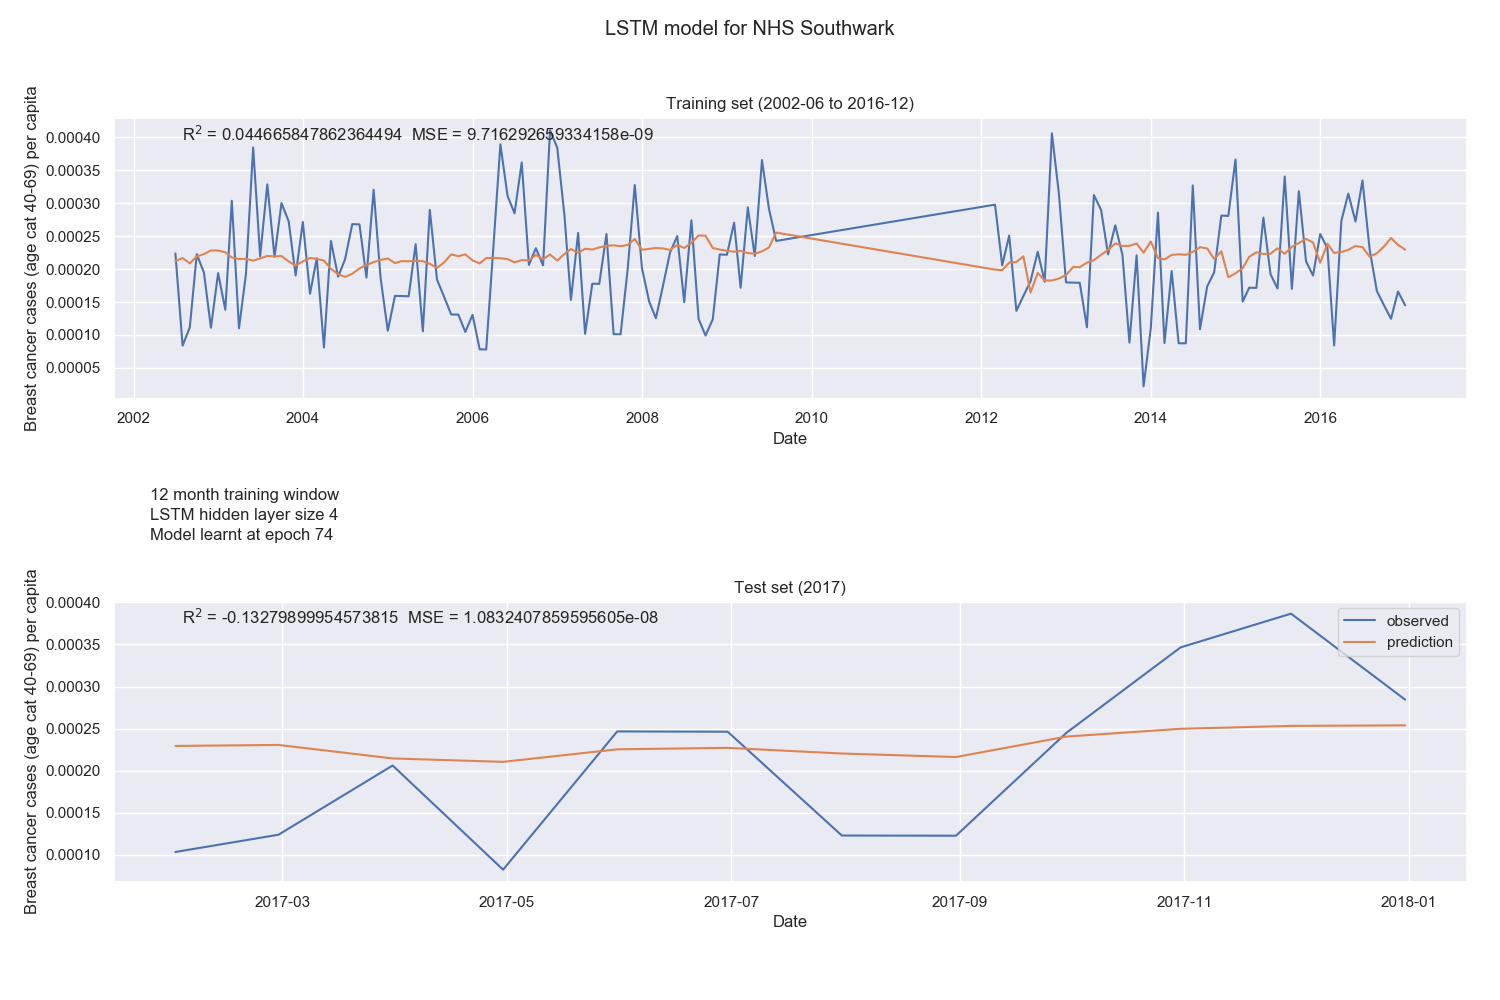 LSTM model for NHS Southwark
Training set (2002-06 to 2016-12)
R² = 0.044665847862364494 MSE = 9.716292659334158e-09
Breast cancer cases (age cat 40-69) per capita
0.00040
0.00035
0.00030
0.00025
0.00020
0.00015
0.00010
0.00005
2002 2004 2006 2008 2010 2012 2014 2016
Date
12 month training window
LSTM hidden layer size 4
Model learnt at epoch 74
Test set (2017)
R² = -0.13279899954573815 MSE = 1.0832407859595605e-08
observed
prediction
Breast cancer cases (age cat 40-69) per capita
0.00040
0.00035
0.00030
0.00025
0.00020
0.00015
0.00010
2017-03 2017-05 2017-07 2017-09 2017-11 2018-01
Date